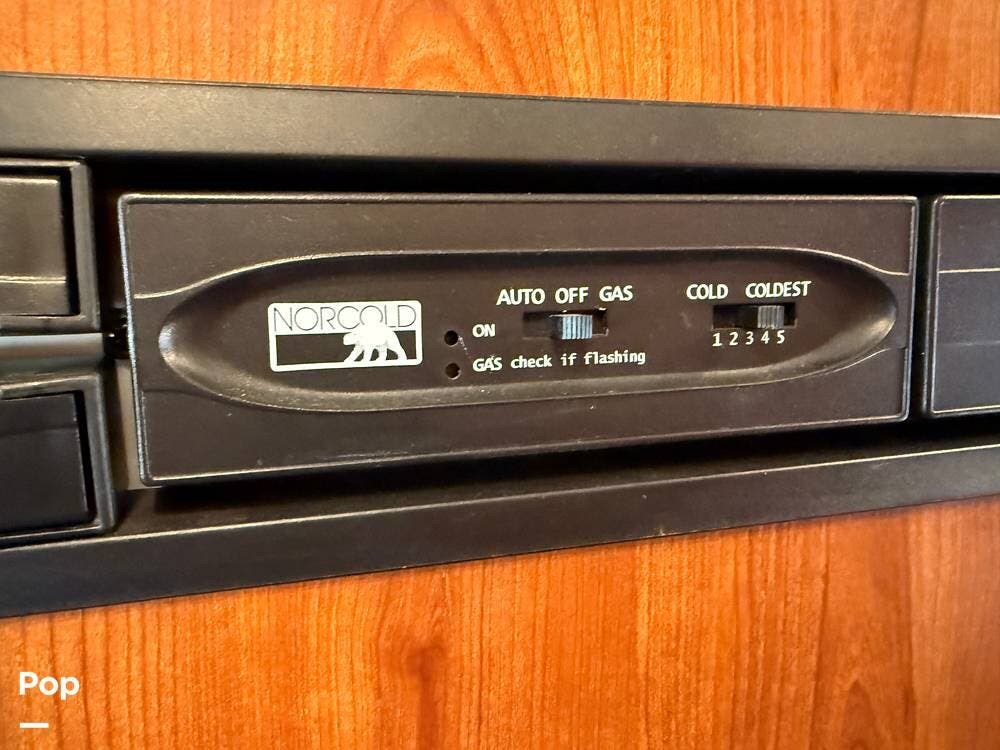 NORCOLD
AUTO OFF GAS
ON
GAS check if flashing
COLD COLDEST
1 2 3 4 5
Pop